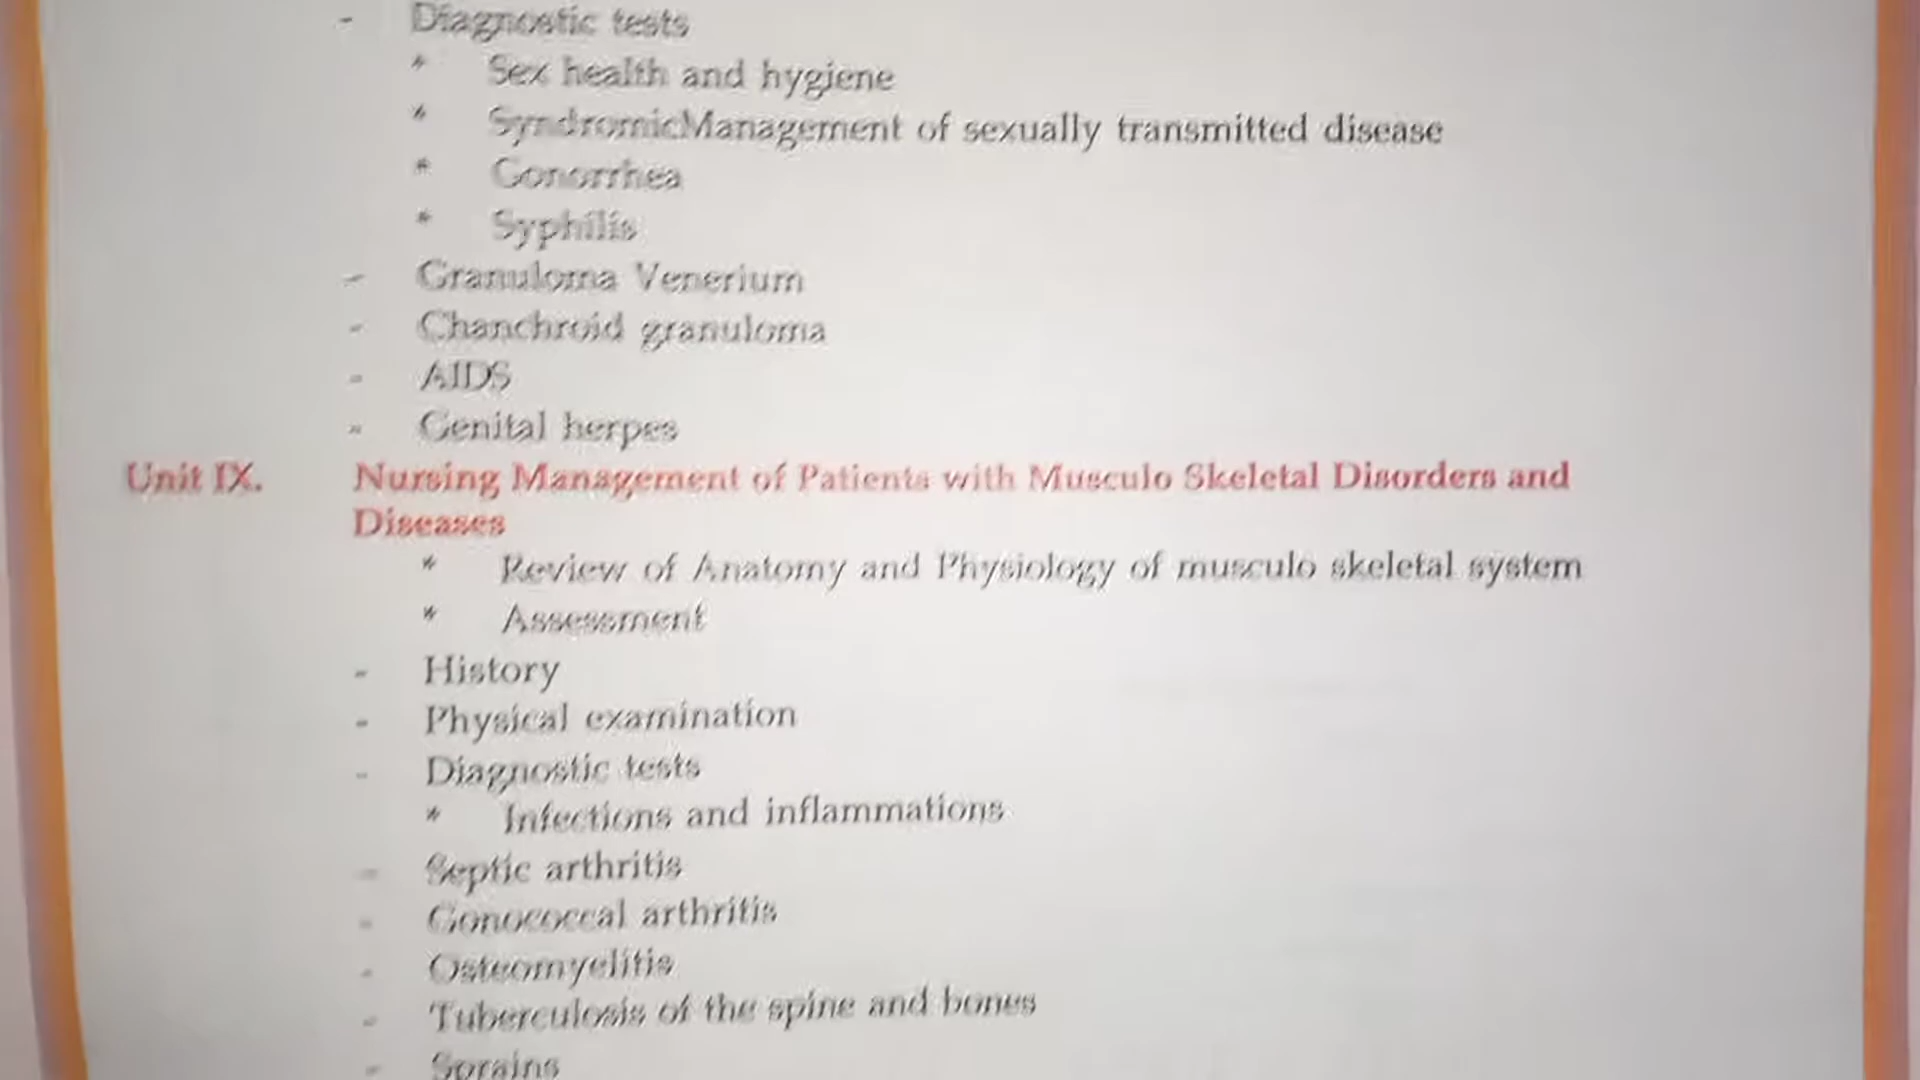 - Diagnostic tests
* Sex health and hygiene
* SyndromicManagement of sexually transmitted disease
* Gonorrhea
* Syphilis
- Granuloma Venerium
- Chanchroid granuloma
- AIDS
- Genital herpes
Unit IX. Nursing Management of Patients with Musculo Skeletal Disorders and
Diseases
* Review of Anatomy and Physiology of musculo skeletal system
* Assessment
- History
- Physical examination
- Diagnostic tests
* Infections and inflammations
- Septic arthritis
- Gonococcal arthritis
- Osteomyelitis
- Tuberculosis of the spine and bones
- Sprains